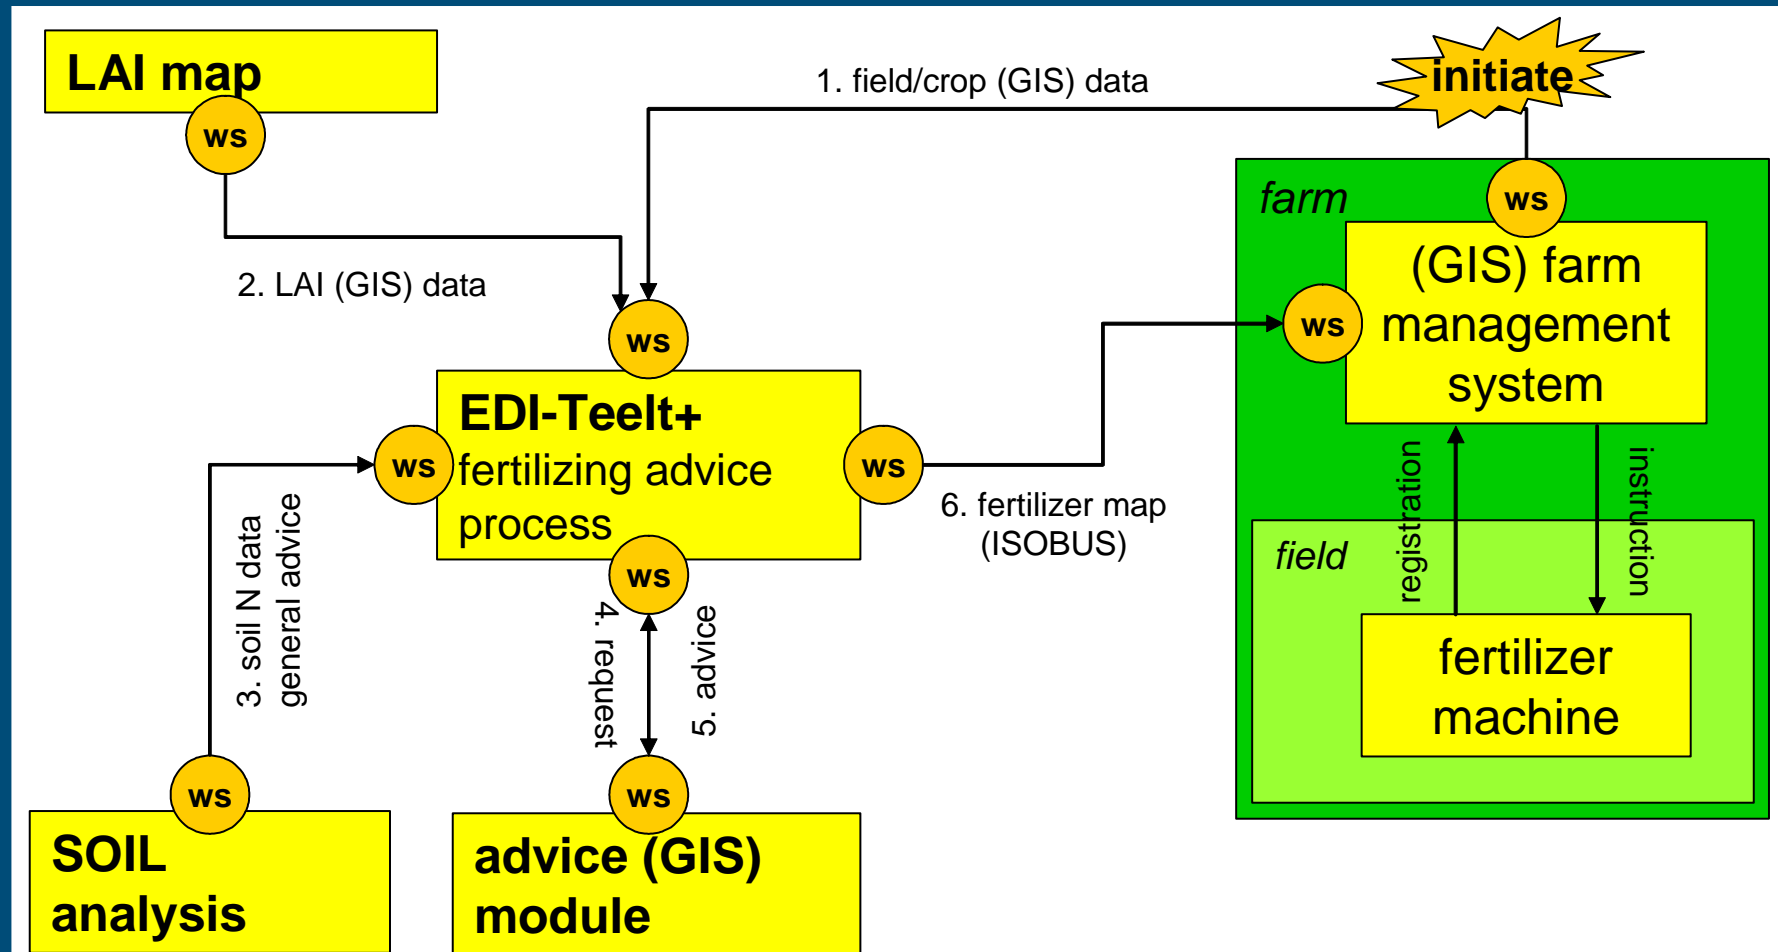 LAI map
ws
1. field/crop (GIS) data
initiate
2. LAI (GIS) data
ws
farm
ws
(GIS) farm
management
system
ws
EDI-Teelt+
fertilizing advice
process
ws
ws
ws
6. fertilizer map
(ISOBUS)
registration
instruction
field
fertilizer
machine
3. soil N data
general advice
4. request
5. advice
ws
SOIL
analysis
ws
advice (GIS)
module